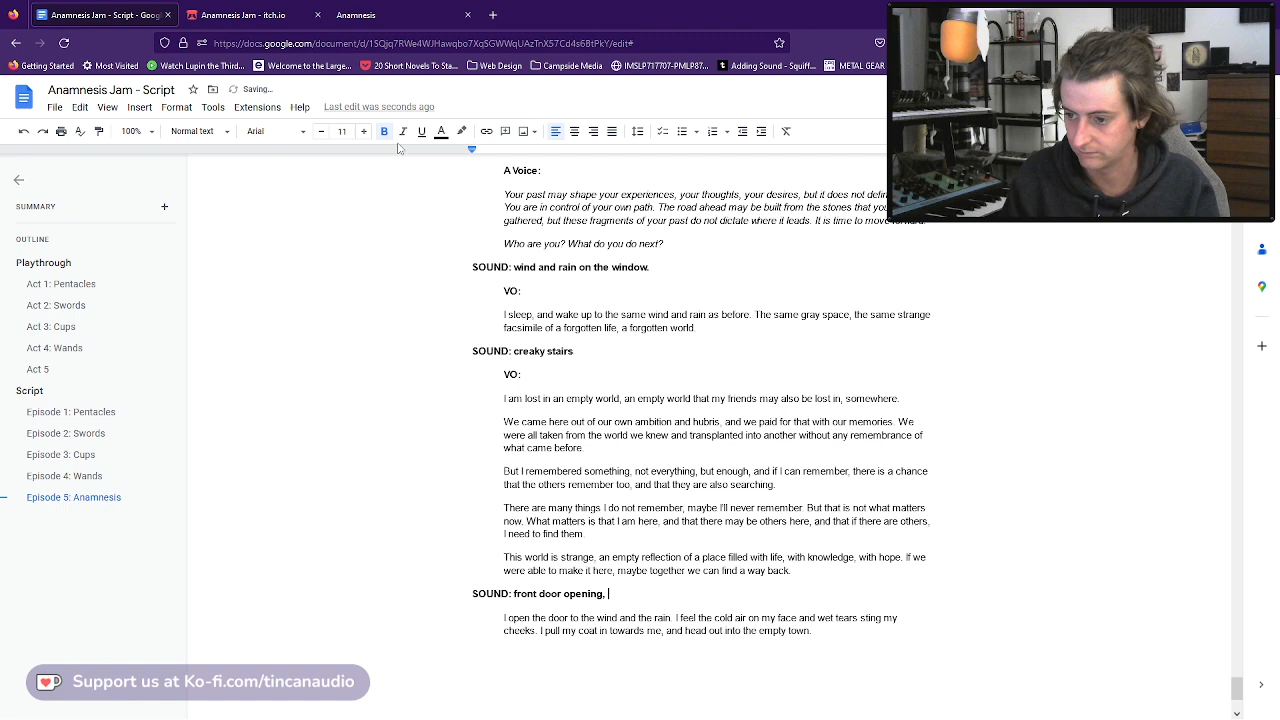 Anamnesis Jam - Script - Goog
Anamnesis Jam - itch.io
Anamnesis
https://docs.google.com/document/d/1SQjq7RWe4WJHawqbo7XqSGWWqUAzTnX57Cd4s6BtPkY/edit#
Getting Started
Most Visited
Watch Lupin the Third...
Welcome to the Large...
20 Short Novels To Sta...
Web Design
Campside Media
IMSLP717707-PMLP87...
Adding Sound - Squiff...
METAL GEAR
Anamnesis Jam - Script
Saving...
File Edit View Insert Format Tools Extensions Help Last edit was seconds ago
100% Normal text Arial 11 B I U A
SUMMARY
OUTLINE
Playthrough
Act 1: Pentacles
Act 2: Swords
Act 3: Cups
Act 4: Wands
Act 5
Script
Episode 1: Pentacles
Episode 2: Swords
Episode 3: Cups
Episode 4: Wands
Episode 5: Anamnesis
A Voice:
Your past may shape your experiences, your thoughts, your desires, but it does not defin
You are in control of your own path. The road ahead may be built from the stones that you
gathered, but these fragments of your past do not dictate where it leads. It is time to move forward.
Who are you? What do you do next?
SOUND: wind and rain on the window.
VO:
I sleep, and wake up to the same wind and rain as before. The same gray space, the same strange
facsimile of a forgotten life, a forgotten world.
SOUND: creaky stairs
VO:
I am lost in an empty world, an empty world that my friends may also be lost in, somewhere.
We came here out of our own ambition and hubris, and we paid for that with our memories. We
were all taken from the world we knew and transplanted into another without any remembrance of
what came before.
But I remembered something, not everything, but enough, and if I can remember, there is a chance
that the others remember too, and that they are also searching.
There are many things I do not remember, maybe I'll never remember. But that is not what matters
now. What matters is that I am here, and that there may be others here, and that if there are others,
I need to find them.
This world is strange, an empty reflection of a place filled with life, with knowledge, with hope. If we
were able to make it here, maybe together we can find a way back.
SOUND: front door opening,
I open the door to the wind and the rain. I feel the cold air on my face and wet tears sting my
cheeks. I pull my coat in towards me, and head out into the empty town.
Support us at Ko-fi.com/tincanaudio